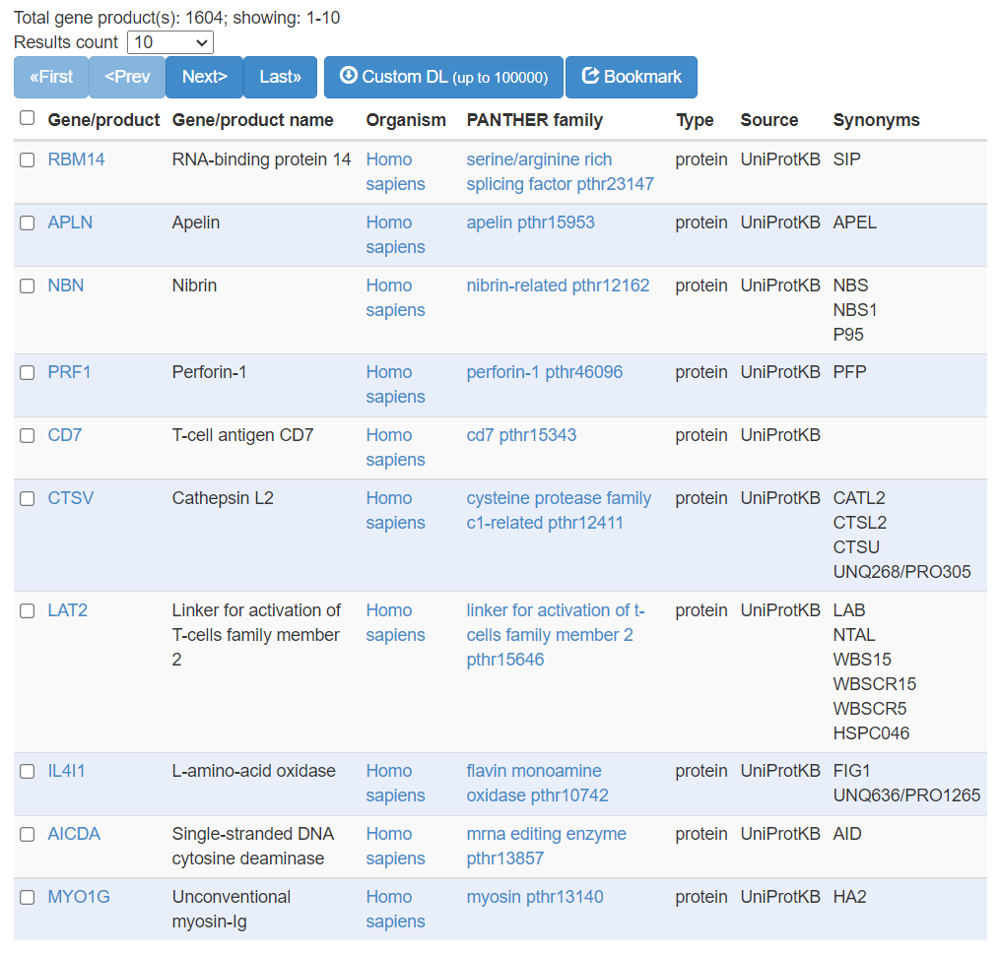 Total gene product(s): 1604; showing: 1-10
Results count 10
«First <Prev Next> Last» Custom DL (up to 100000) Bookmark
Gene/product Gene/product name Organism PANTHER family Type Source Synonyms
RBM14 RNA-binding protein 14 Homo serine/arginine rich protein UniProtKB SIP
sapiens splicing factor pthr23147
APLN Apelin Homo apelin pthr15953 protein UniProtKB APEL
sapiens
NBN Nibrin Homo nibrin-related pthr12162 protein UniProtKB NBS
sapiens NBS1
P95
PRF1 Perforin-1 Homo perforin-1 pthr46096 protein UniProtKB PFP
sapiens
CD7 T-cell antigen CD7 Homo cd7 pthr15343 protein UniProtKB
sapiens
CTSV Cathepsin L2 Homo cysteine protease family protein UniProtKB CATL2
sapiens c1-related pthr12411 CTSL2
CTSU
UNQ268/PRO305
LAT2 Linker for activation of Homo linker for activation of t- protein UniProtKB LAB
T-cells family member sapiens cells family member 2 NTAL
2 pthr15646 WBS15
WBSCR15
WBSCR5
HSPC046
IL4I1 L-amino-acid oxidase Homo flavin monoamine protein UniProtKB FIG1
sapiens oxidase pthr10742 UNQ636/PRO1265
AICDA Single-stranded DNA Homo mrna editing enzyme protein UniProtKB AID
cytosine deaminase sapiens pthr13857
MYO1G Unconventional Homo myosin pthr13140 protein UniProtKB HA2
myosin-Ig sapiens